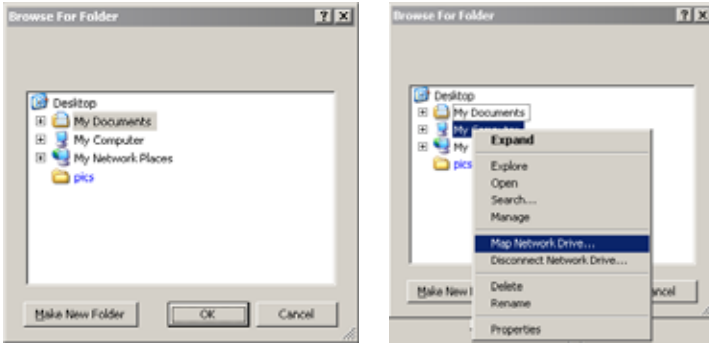 Browse For Folder
Desktop
My Documents
My Computer
My Network Places
pics
Make New Folder
OK
Cancel
Browse For Folder
Desktop
My Documents
My Computer
My
pics
Expand
Explore
Open
Search...
Manage
Map Network Drive...
Disconnect Network Drive...
Delete
Rename
Properties
Make New